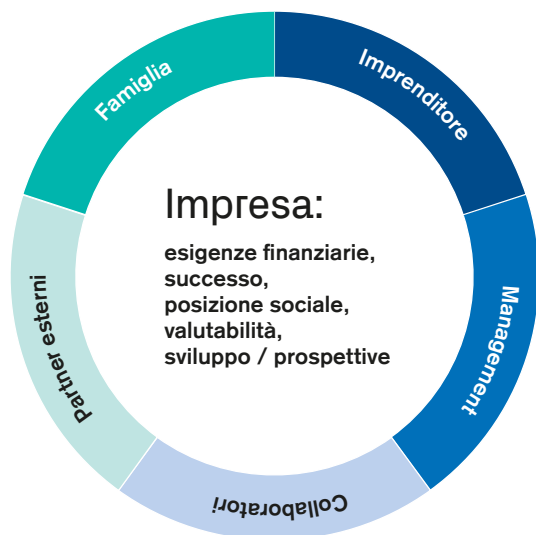 Famiglia
Imprenditore
Impresa:
esigenze finanziarie,
successo,
posizione sociale,
valutabilità,
sviluppo / prospettive
Management
Collaboratori
Partner esterni